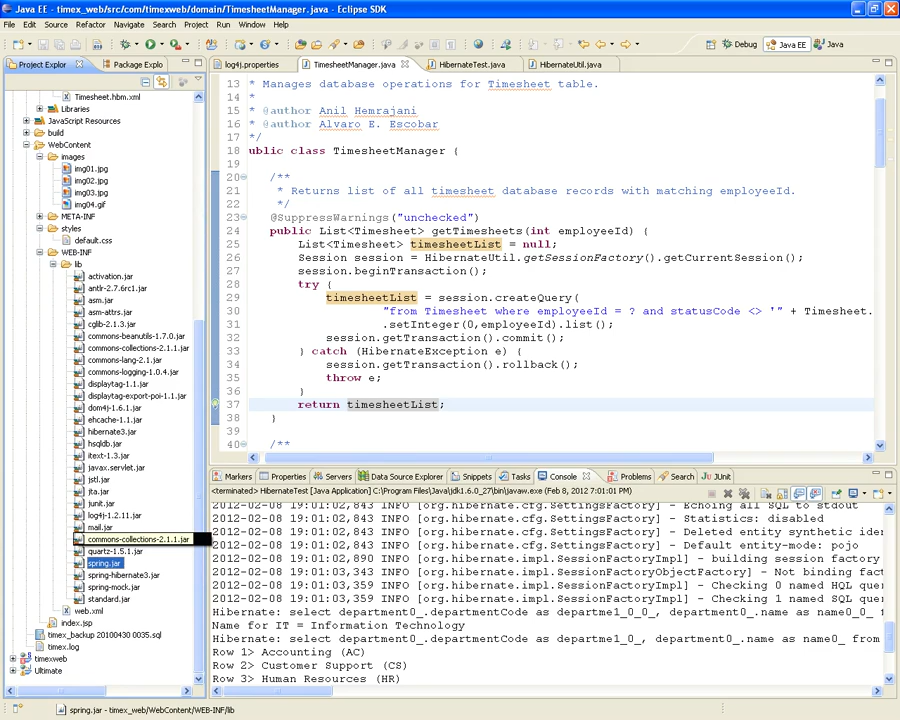 Java EE - timex_web/src/com/timexweb/domain/TimesheetManager.java - Eclipse SDK
File Edit Source Refactor Navigate Search Project Run Window Help
Debug Java EE Java
Project Explor Package Explo
Timesheet.hbm.xml
Libraries
JavaScript Resources
build
WebContent
images
img01.jpg
img02.jpg
img03.jpg
img04.gif
META-INF
styles
default.css
WEB-INF
lib
activation.jar
antlr-2.7.6rc1.jar
asm.jar
asm-attrs.jar
cglib-2.1.3.jar
commons-beanutils-1.7.0.jar
commons-collections-2.1.1.jar
commons-lang-2.1.jar
commons-logging-1.0.4.jar
displaytag-1.1.jar
displaytag-export-poi-1.1.jar
dom4j-1.6.1.jar
ehcache-1.1.jar
hibernate3.jar
hsqldb.jar
itext-1.3.jar
javax.servlet.jar
jstl.jar
jta.jar
junit.jar
log4j-1.2.11.jar
mail.jar
commons-collections-2.1.1.jar
quartz-1.5.1.jar
spring.jar
spring-hibernate3.jar
spring-mock.jar
standard.jar
web.xml
index.jsp
timex_backup 20100430 0035.sql
timex.log
timexweb
Ultimate
log4j.properties TimesheetManager.java HibernateTest.java HibernateUtil.java
13 * Manages database operations for Timesheet table.
14 *
15 * @author Anil Hemrajani
16 * @author Alvaro E. Escobar
17 */
18 ublic class TimesheetManager {
19
20 /**
21 * Returns list of all timesheet database records with matching employeeId.
22 */
23 @SuppressWarnings("unchecked")
24 public List<Timesheet> getTimesheets(int employeeId) {
25 List<Timesheet> timesheetList = null;
26 Session session = HibernateUtil.getSessionFactory().getCurrentSession();
27 session.beginTransaction();
28 try {
29 timesheetList = session.createQuery(
30 "from Timesheet where employeeId = ? and statusCode <> '" + Timesheet.
31 .setInteger(0,employeeId).list();
32 session.getTransaction().commit();
33 } catch (HibernateException e) {
34 session.getTransaction().rollback();
35 throw e;
36 }
37 return timesheetList;
38 }
39
40 /**
Markers Properties Servers Data Source Explorer Snippets Tasks Console Problems Search JUnit
<terminated> HibernateTest [Java Application] C:\Program Files\Java\jdk1.6.0_27\bin\javaw.exe (Feb 8, 2012 7:01:01 PM)
2012-02-08 19:01:02,843 INFO [org.hibernate.cfg.SettingsFactory] - Echoing all SQL to stdout
2012-02-08 19:01:02,843 INFO [org.hibernate.cfg.SettingsFactory] - Statistics: disabled
2012-02-08 19:01:02,843 INFO [org.hibernate.cfg.SettingsFactory] - Deleted entity synthetic iden
2012-02-08 19:01:02,843 INFO [org.hibernate.cfg.SettingsFactory] - Default entity-mode: pojo
2012-02-08 19:01:02,890 INFO [org.hibernate.impl.SessionFactoryImpl] - building session factory
2012-02-08 19:01:03,343 INFO [org.hibernate.impl.SessionFactoryObjectFactory] - Not binding fact
2012-02-08 19:01:03,359 INFO [org.hibernate.impl.SessionFactoryImpl] - Checking 0 named HQL quer
2012-02-08 19:01:03,359 INFO [org.hibernate.impl.SessionFactoryImpl] - Checking 1 named SQL quer
Hibernate: select department0_.departmentCode as departme1_0_0_, department0_.name as name0_0_ f
Name for IT = Information Technology
Hibernate: select department0_.departmentCode as departme1_0_, department0_.name as name0_ from
Row 1> Accounting (AC)
Row 2> Customer Support (CS)
Row 3> Human Resources (HR)
spring.jar - timex_web/WebContent/WEB-INF/lib